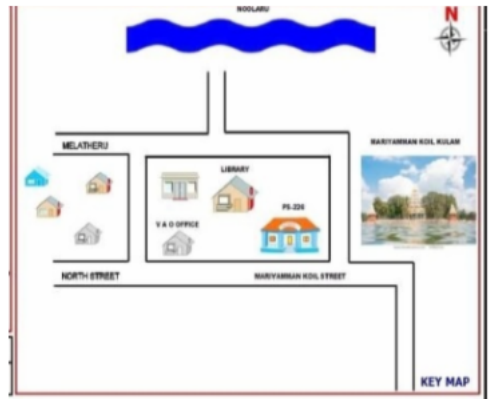 NOOLARU
N
MELATHERU
MARIYAMMAN KOIL KULAM
LIBRARY
PS-226
V A O OFFICE
NORTH STREET
MARIYAMMAN KOIL STREET
KEY MAP